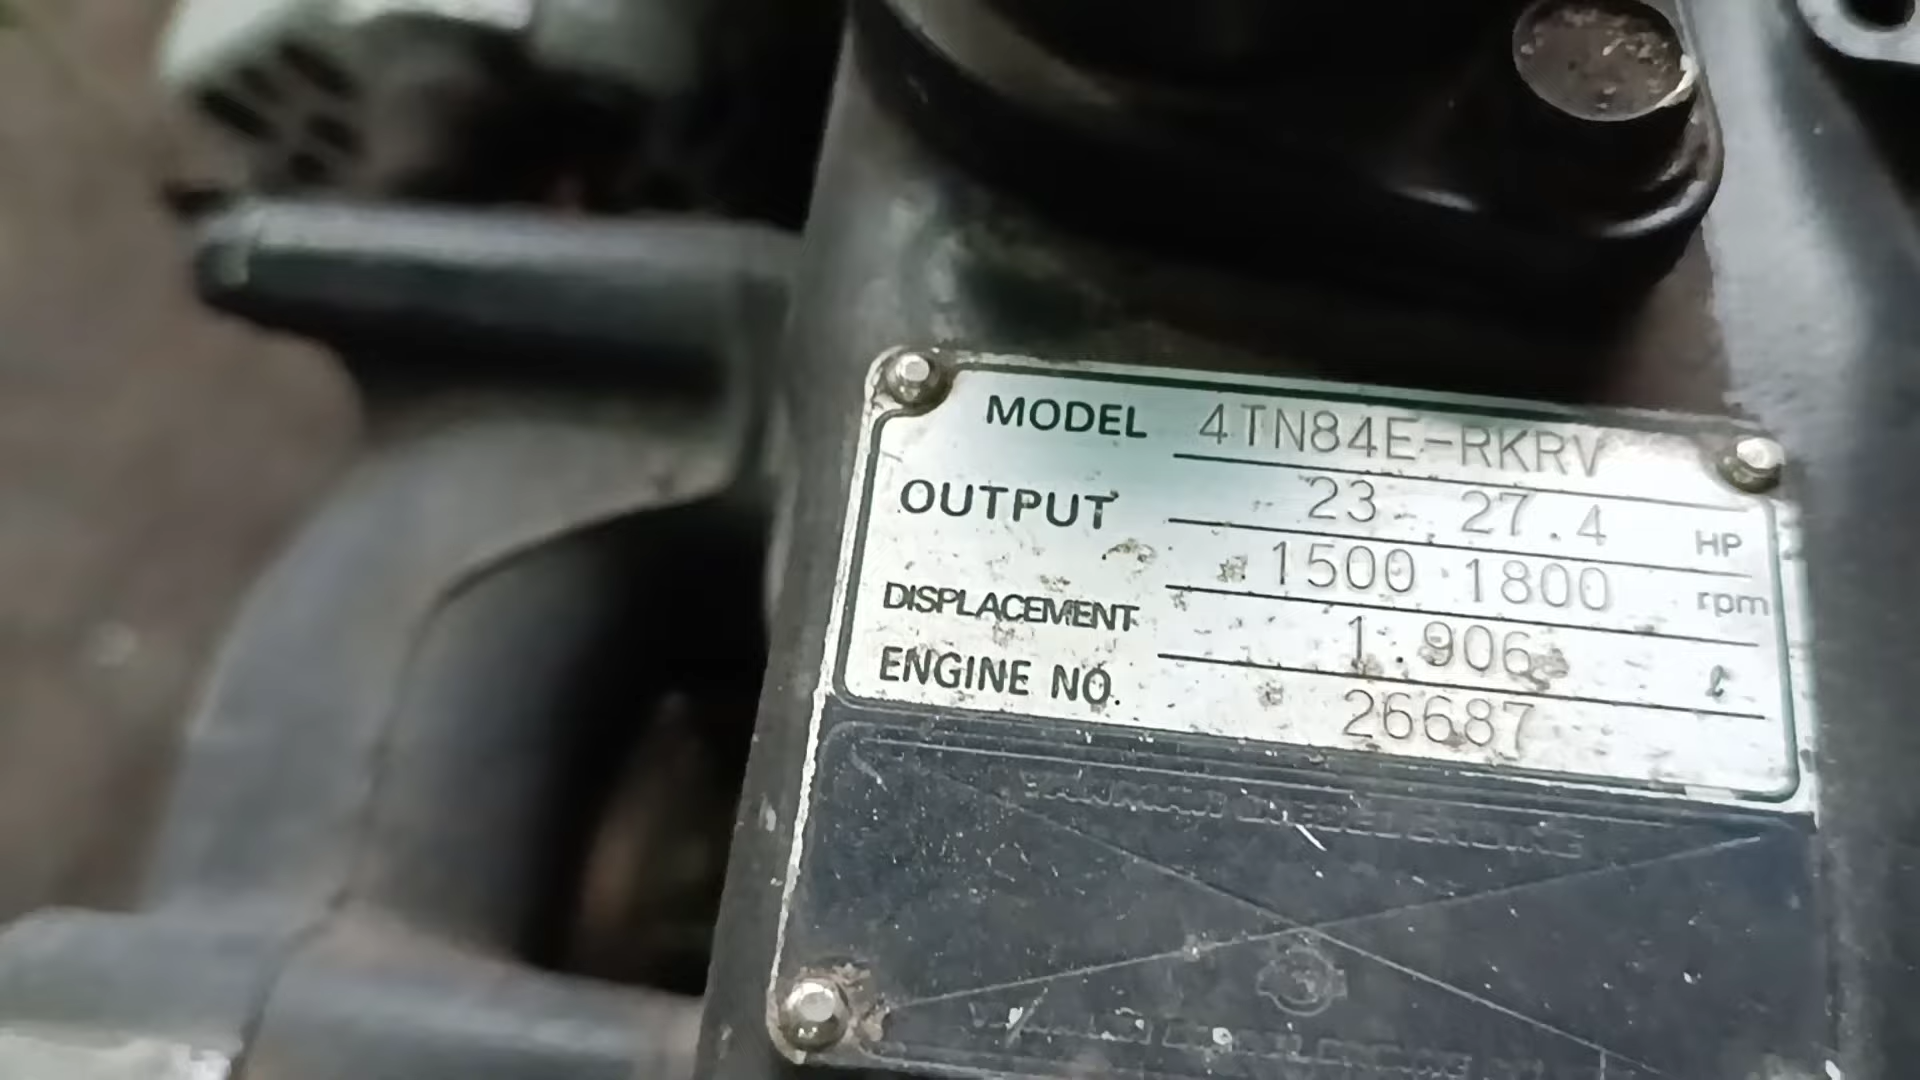 MODEL 4TN84E-RKRV
OUTPUT 23 - 27.4 HP
1500 · 1800 rpm
DISPLACEMENT 1.906 ℓ
ENGINE NO. 26687